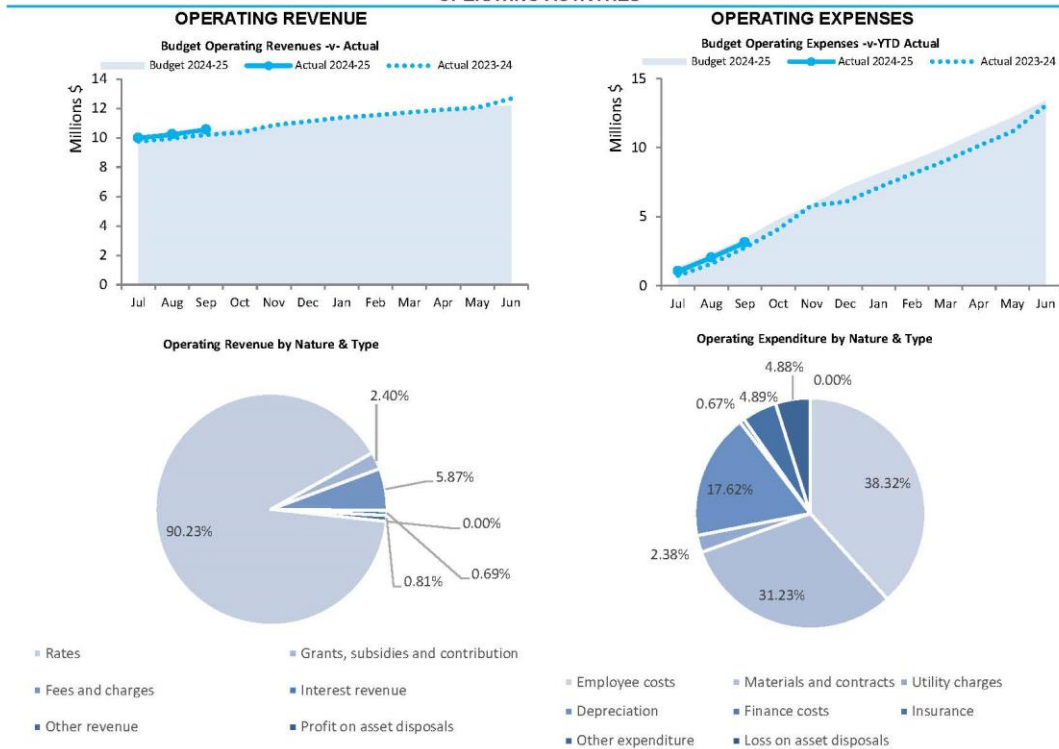 OPERATING REVENUE
Budget Operating Revenues -v- Actual
Budget 2024-25 Actual 2024-25 Actual 2023-24
Millions $
14
12
10
8
6
4
2
0
Jul Aug Sep Oct Nov Dec Jan Feb Mar Apr May Jun
OPERATING EXPENSES
Budget Operating Expenses -v-YTD Actual
Budget 2024-25 Actual 2024-25 Actual 2023-24
Millions $
15
10
5
0
Jul Aug Sep Oct Nov Dec Jan Feb Mar Apr May Jun
Operating Revenue by Nature & Type
2.40%
5.87%
90.23%
0.00%
0.69%
0.81%
Rates Grants, subsidies and contribution
Fees and charges Interest revenue
Other revenue Profit on asset disposals
Operating Expenditure by Nature & Type
4.88% 0.00%
0.67% 4.89%
38.32%
17.62%
2.38%
31.23%
Employee costs Materials and contracts Utility charges
Depreciation Finance costs Insurance
Other expenditure Loss on asset disposals